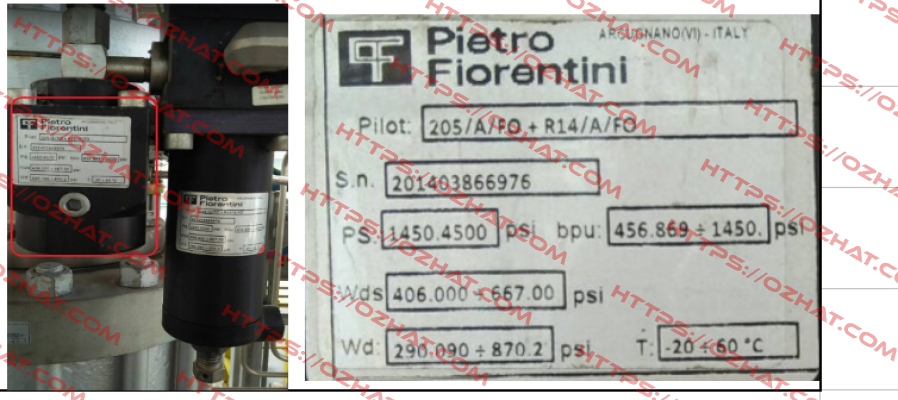 Pietro
Fiorentini
ARCUGNANO(VI) - ITALY
Pilot: 205/A/FO + R14/A/FO
S.n. 201403866976
PS: 1450.4500 psi bpu: 456.869 ÷ 1450. psi
Wds 406.000 ÷ 667.00 psi
Wd: 290.090 ÷ 870.2 psi T: -20 ÷ 60 °C
Pietro
Fiorentini
Pietro
Fiorentini
HTTPS://OZHAT.COM